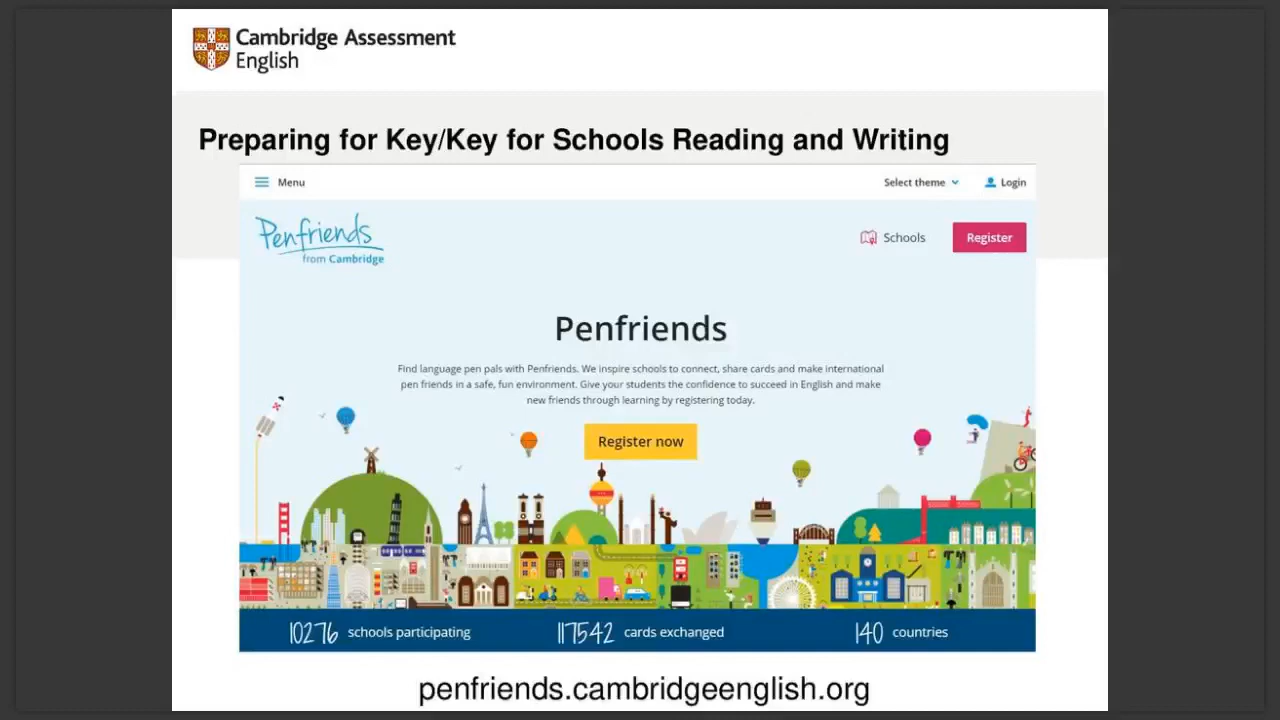 Cambridge Assessment
English
Preparing for Key/Key for Schools Reading and Writing
Menu
Select theme
Login
Penfriends
from Cambridge
Schools
Register
Penfriends
Find language pen pals with Penfriends. We inspire schools to connect, share cards and make international
pen friends in a safe, fun environment. Give your students the confidence to succeed in English and make
new friends through learning by registering today.
Register now
10276 schools participating
117542 cards exchanged
140 countries
penfriends.cambridgeenglish.org